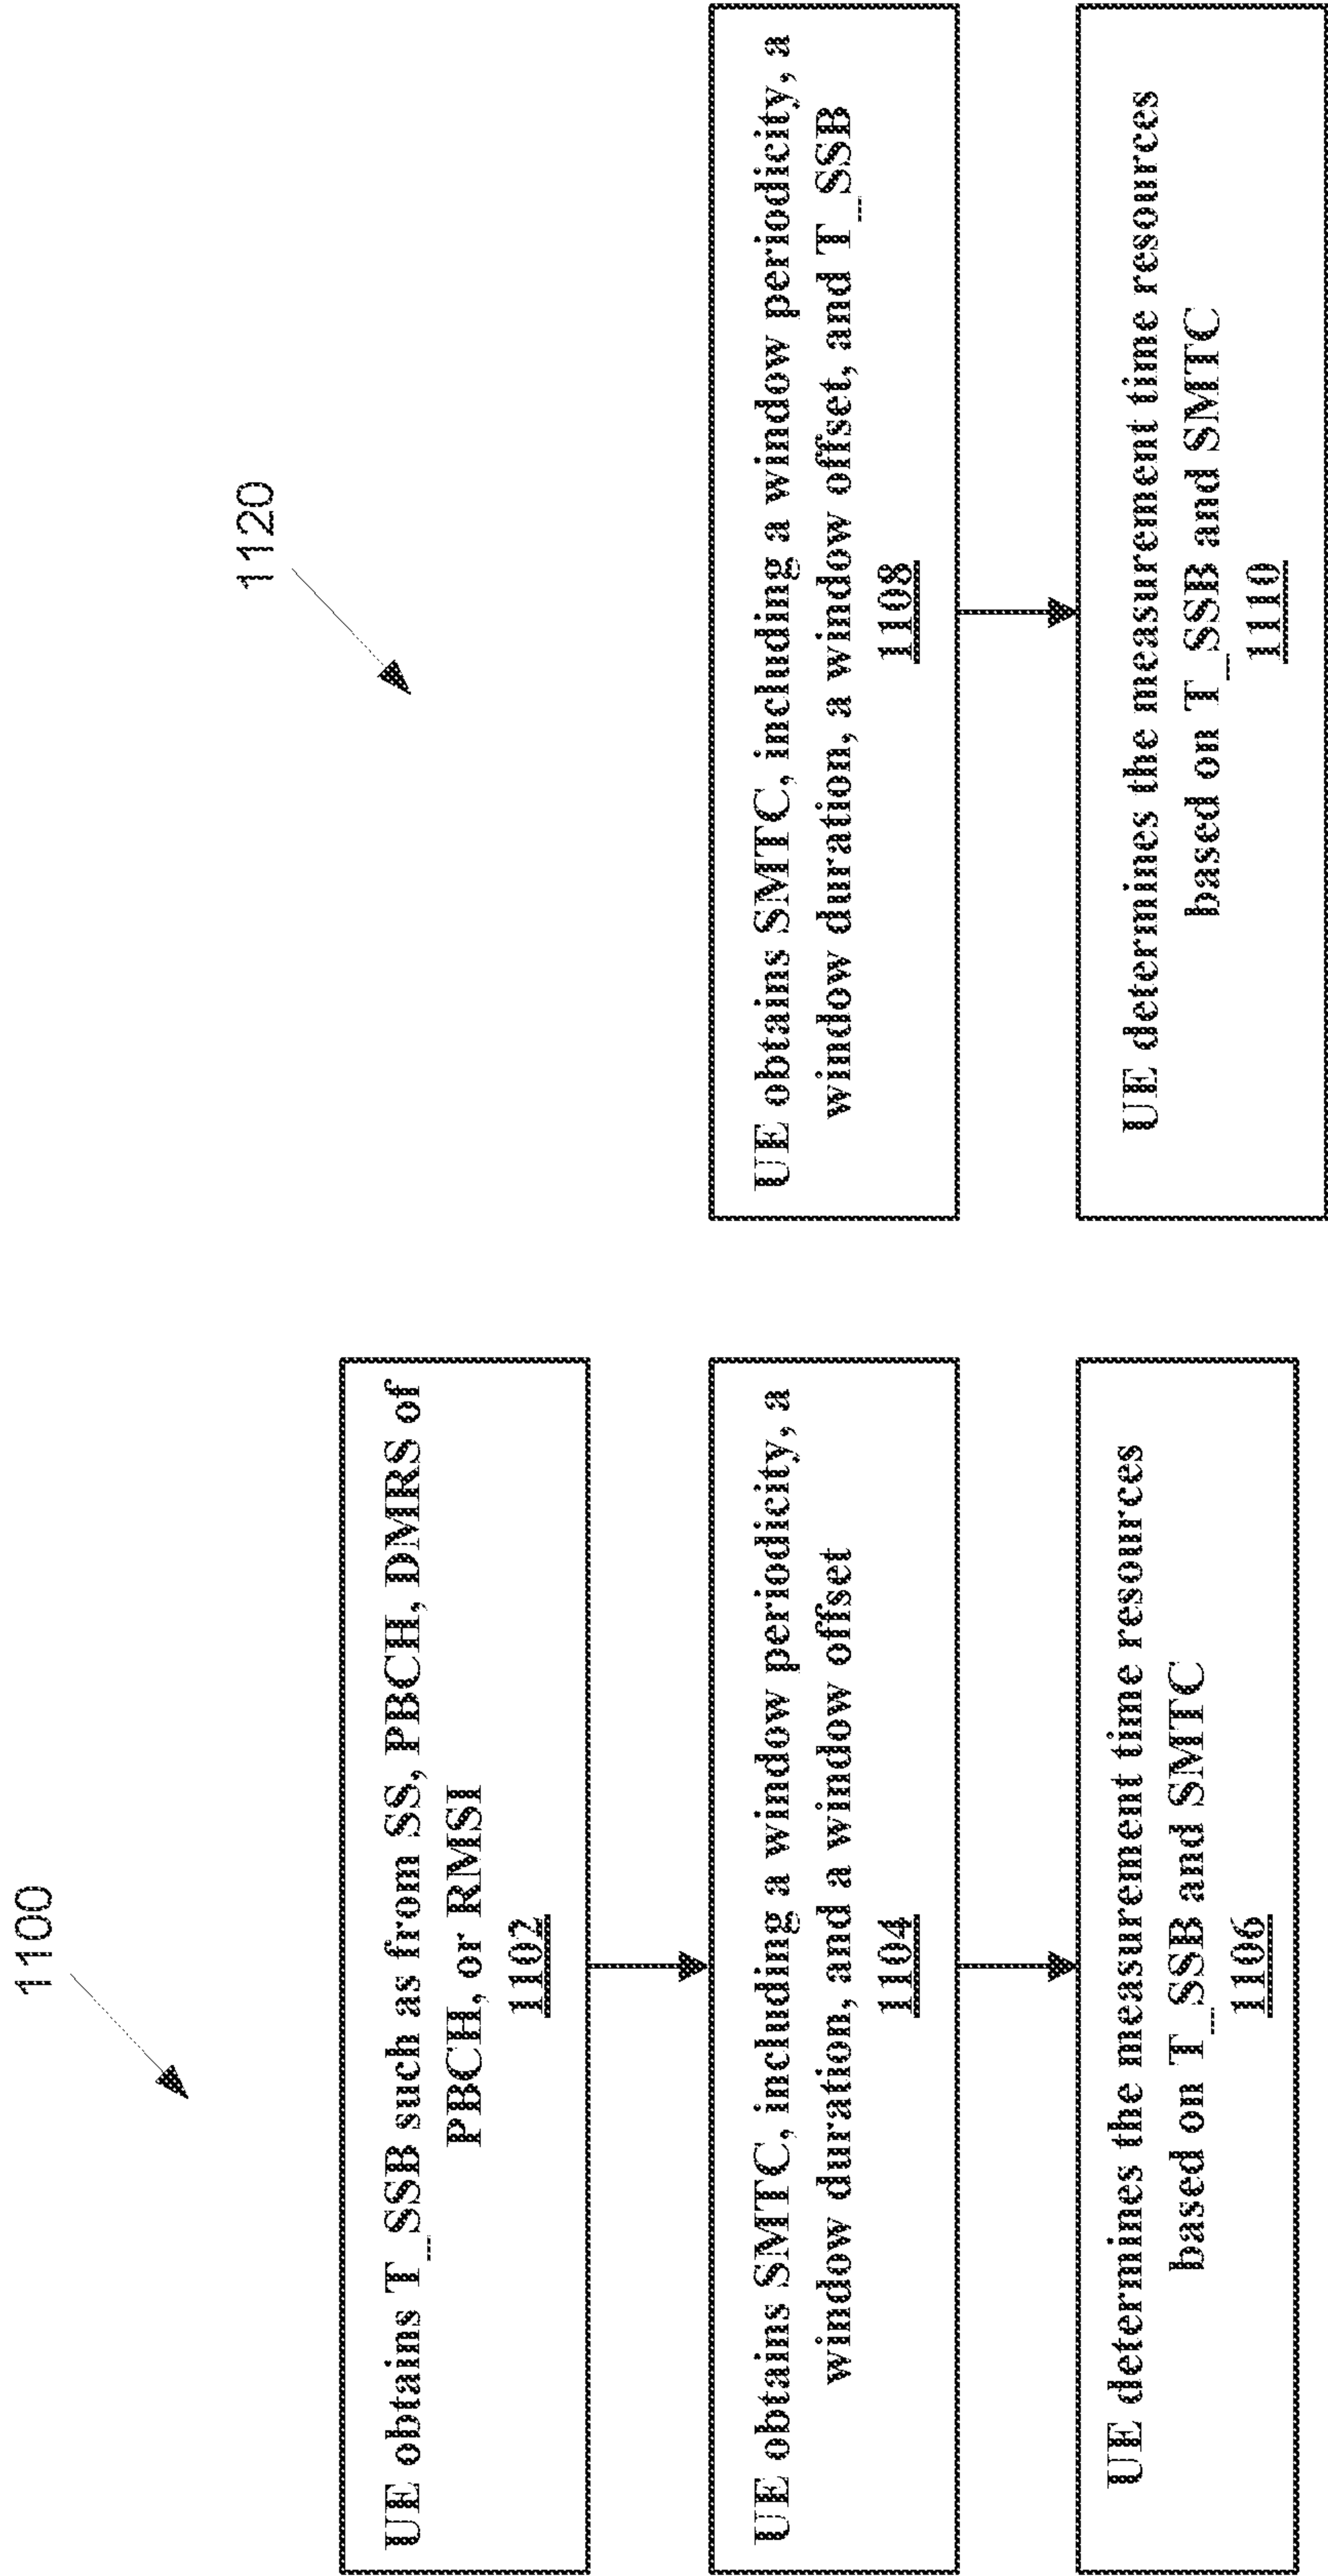 1100
UE obtains T_SSB such as from SS, PBCH, DMRS of
PBCH, or RMSI
1102
UE obtains SMTC, including a window periodicity, a
window duration, and a window offset
1104
UE determines the measurement time resources
based on T_SSB and SMTC
1106
1120
UE obtains SMTC, including a window periodicity, a
window duration, a window offset, and T_SSB
1108
UE determines the measurement time resources
based on T_SSB and SMTC
1110